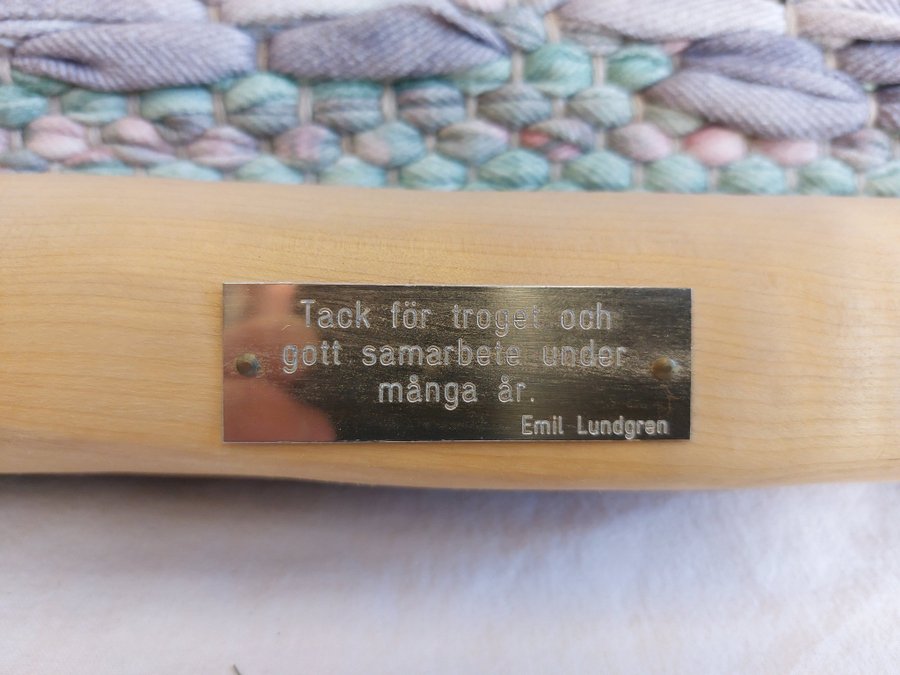 Tack för troget och
gott samarbete under
många år.
Emil Lundgren